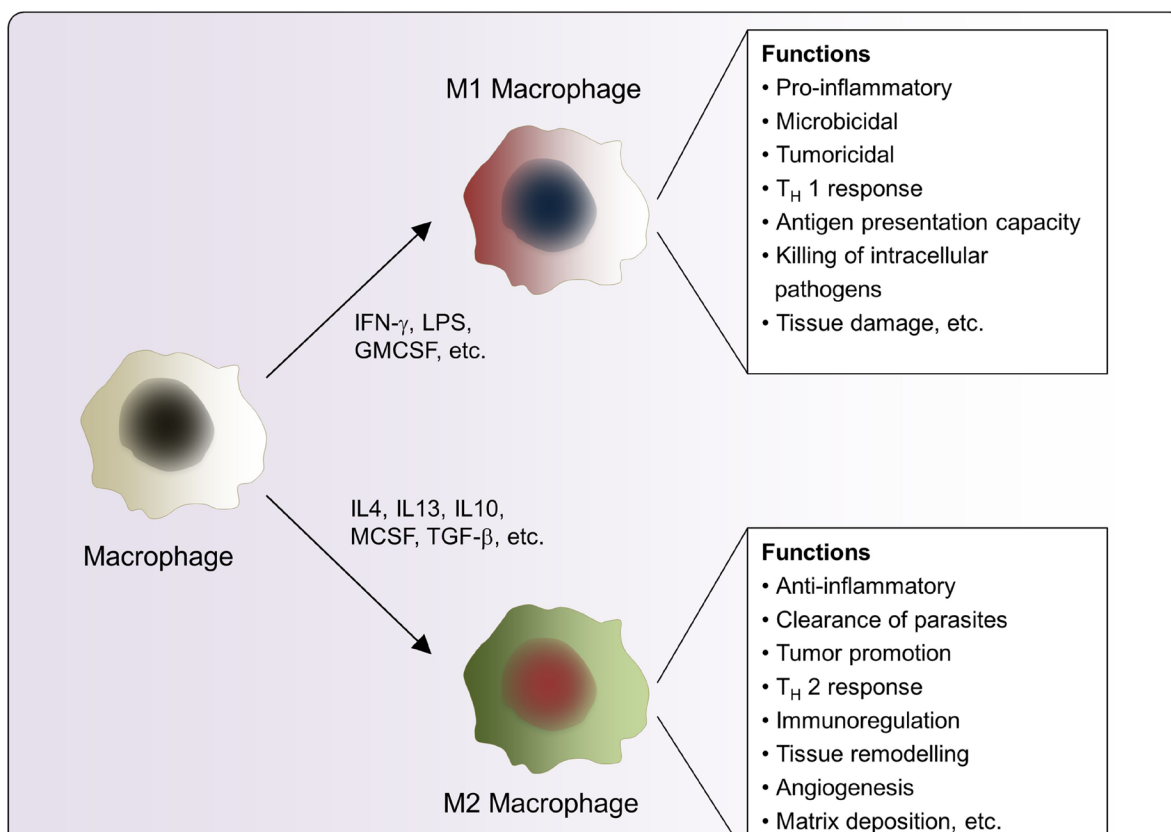 M1 Macrophage
Functions
• Pro-inflammatory
• Microbicidal
• Tumoricidal
• TH 1 response
• Antigen presentation capacity
• Killing of intracellular
pathogens
• Tissue damage, etc.
IFN-γ, LPS,
GMCSF, etc.
Macrophage
IL4, IL13, IL10,
MCSF, TGF-β, etc.
M2 Macrophage
Functions
• Anti-inflammatory
• Clearance of parasites
• Tumor promotion
• TH 2 response
• Immunoregulation
• Tissue remodelling
• Angiogenesis
• Matrix deposition, etc.